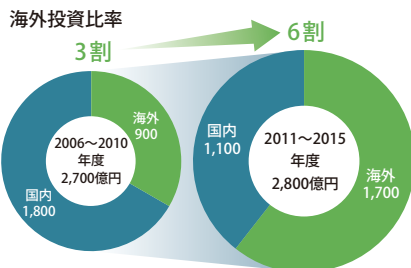 海外投資比率
3割
6割
海外
900
2006～2010
年度
2,700億円
国内
1,800
国内
1,100
2011～2015
年度
2,800億円
海外
1,700